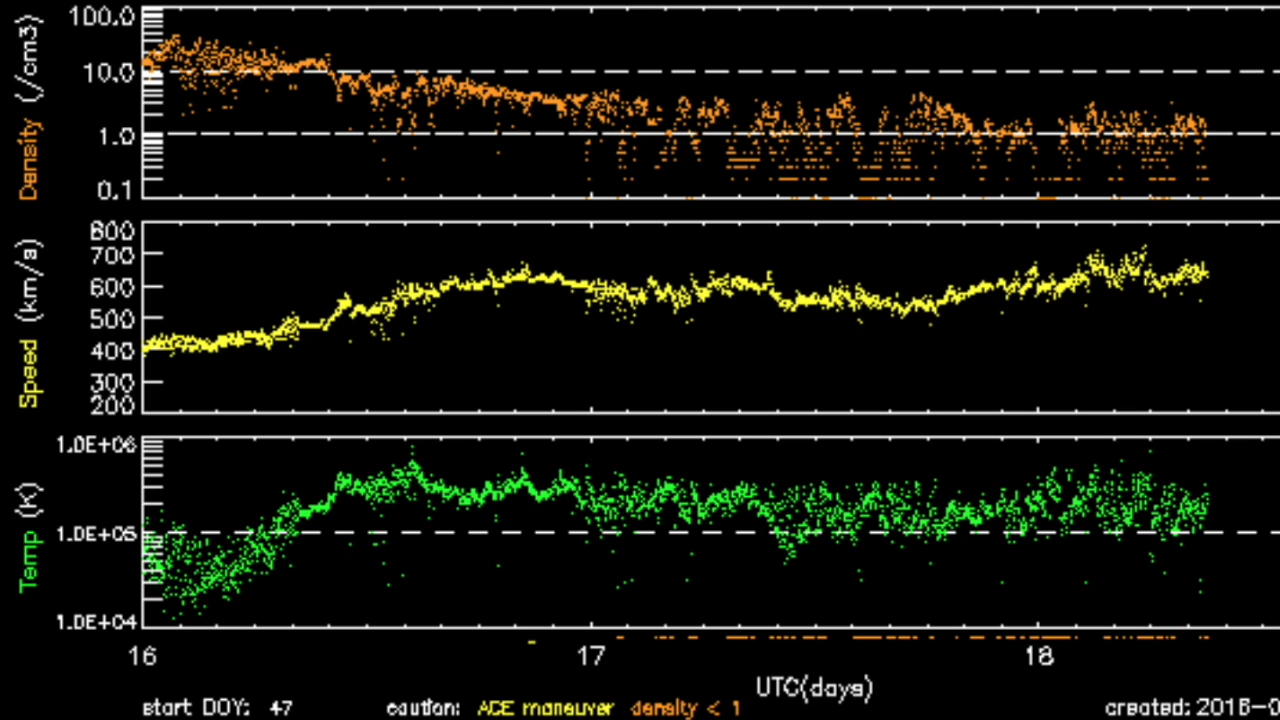 Density (/cm3)
100.0
10.0
1.0
0.1
Speed (km/s)
800
700
600
500
400
300
200
Temp (K)
1.0E+06
1.0E+05
1.0E+04
16 17 18
UTC(days)
start DOY: 47 caution: ACE maneuver density < 1 created: 2016-0